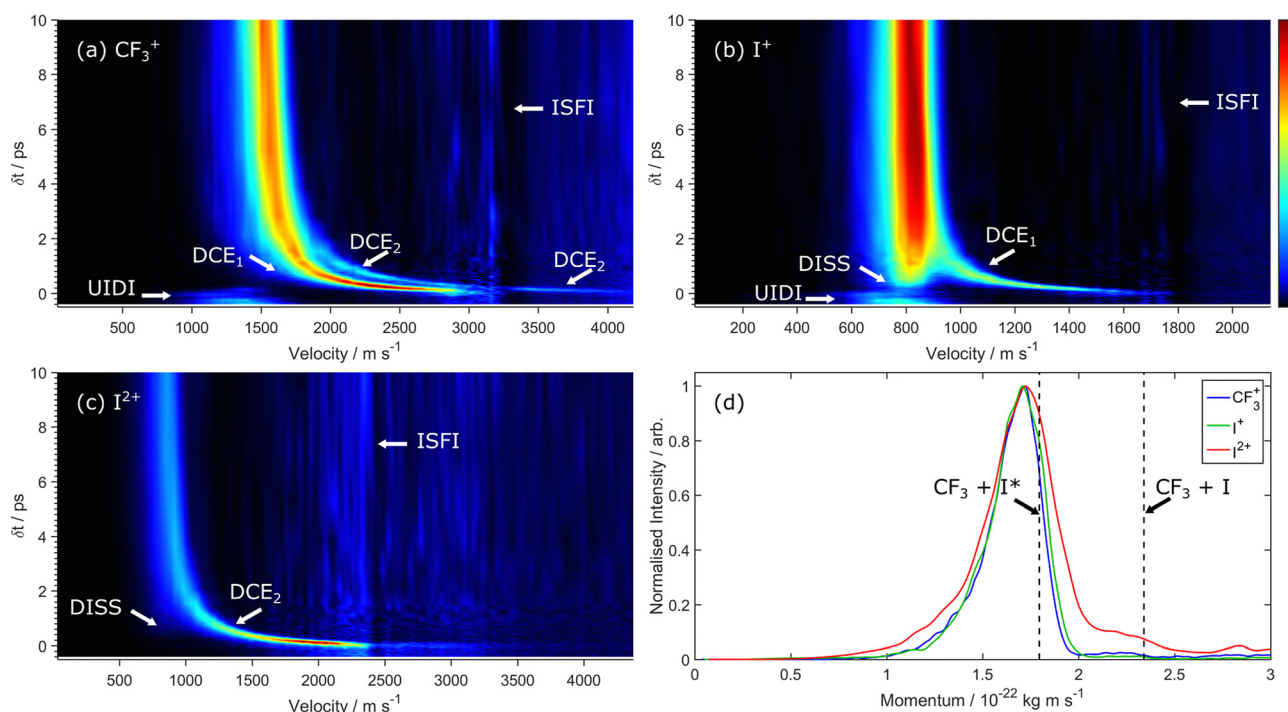 (a) CF₃⁺
ISFI
DCE₁
DCE₂
DCE₂
UIDI
10
8
6
4
2
0
δt / ps
500 1000 1500 2000 2500 3000 3500 4000
Velocity / m s⁻¹
(b) I⁺
ISFI
DCE₁
DISS
UIDI
10
8
6
4
2
0
δt / ps
200 400 600 800 1000 1200 1400 1600 1800 2000
Velocity / m s⁻¹
(c) I²⁺
ISFI
DISS
DCE₂
10
8
6
4
2
0
δt / ps
500 1000 1500 2000 2500 3000 3500 4000
Velocity / m s⁻¹
(d)
CF₃⁺
I⁺
I²⁺
CF₃ + I*
CF₃ + I
1
0.8
0.6
0.4
0.2
0
Normalised Intensity / arb.
0 0.5 1 1.5 2 2.5 3
Momentum / 10⁻²² kg m s⁻¹